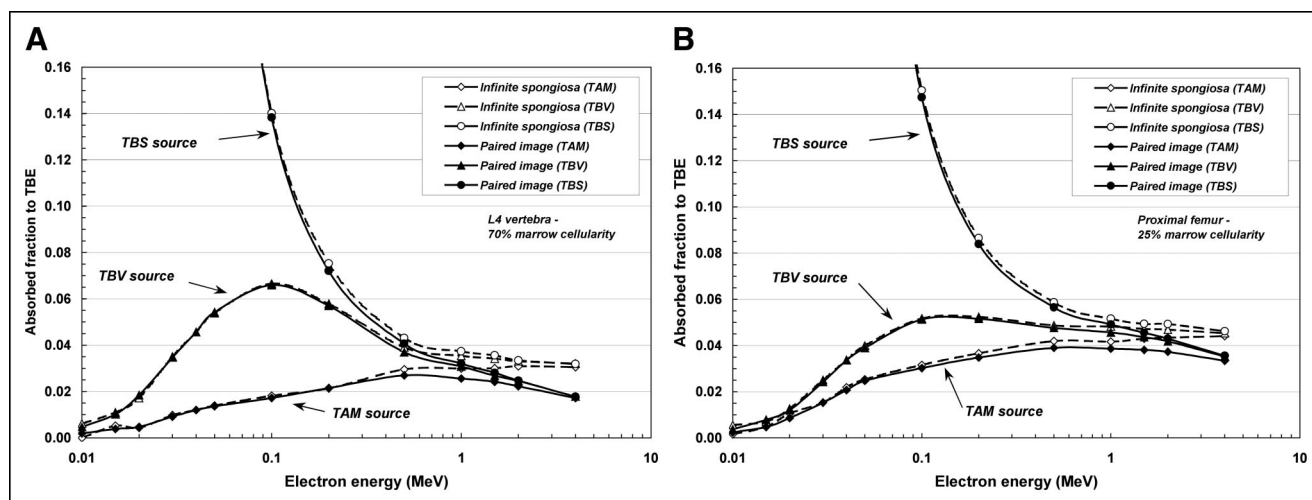 A
Absorbed fraction to TBE
0.16
0.14
0.12
0.10
0.08
0.06
0.04
0.02
0.00
0.01
0.1
1
10
Electron energy (MeV)
TBS source
TBV source
TAM source
Infinite spongiosa (TAM)
Infinite spongiosa (TBV)
Infinite spongiosa (TBS)
Paired image (TAM)
Paired image (TBV)
Paired image (TBS)
L4 vertebra -
70% marrow cellularity
B
Absorbed fraction to TBE
0.16
0.14
0.12
0.10
0.08
0.06
0.04
0.02
0.00
0.01
0.1
1
10
Electron energy (MeV)
TBS source
TBV source
TAM source
Infinite spongiosa (TAM)
Infinite spongiosa (TBV)
Infinite spongiosa (TBS)
Paired image (TAM)
Paired image (TBV)
Paired image (TBS)
Proximal femur -
25% marrow cellularity